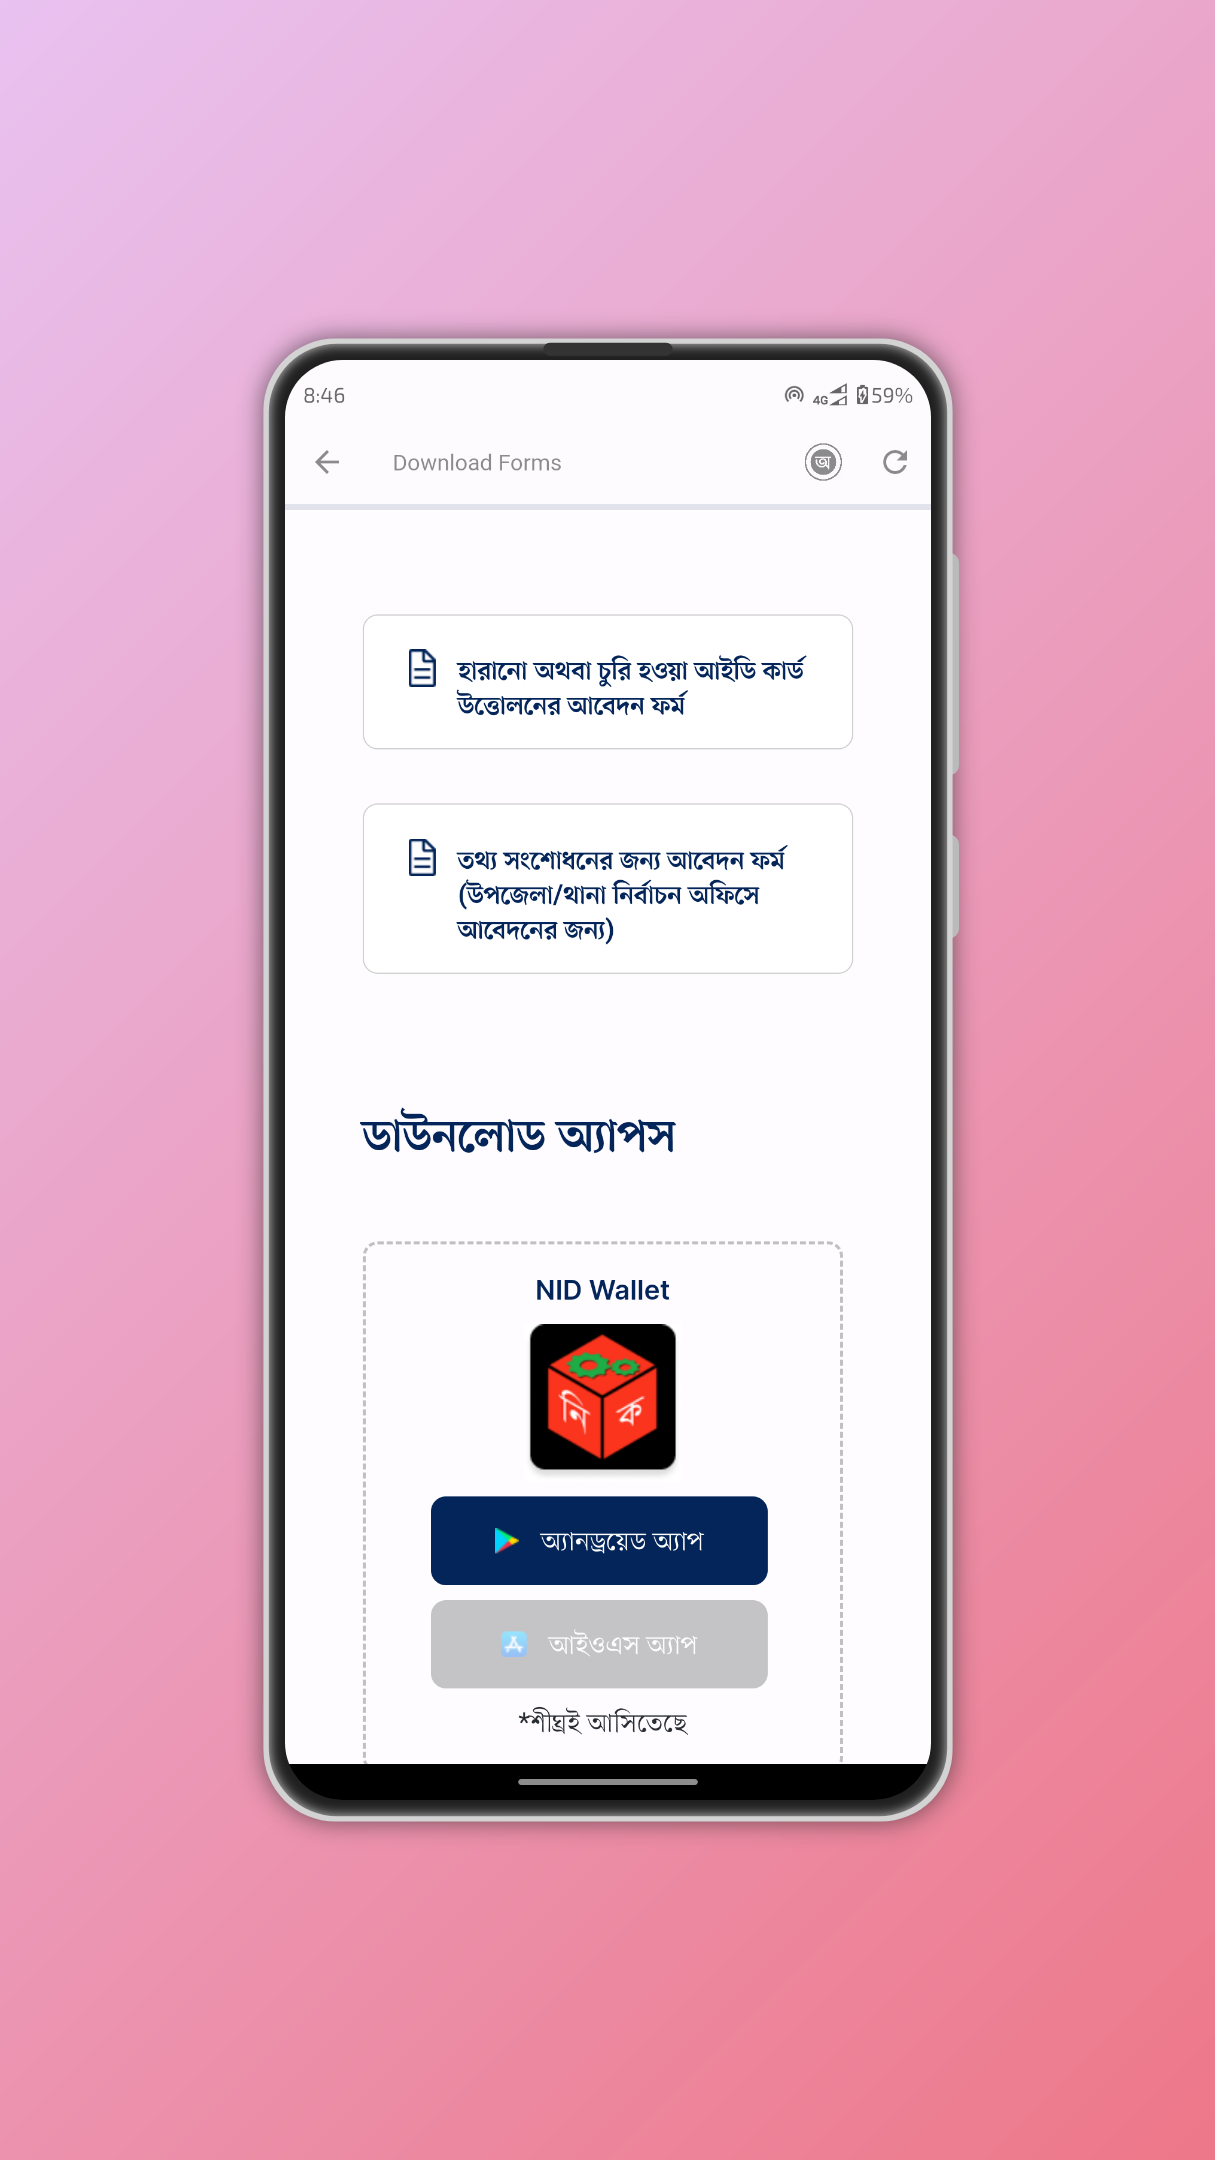 8:46
4G 59%
Download Forms
অ
হারানো অথবা চুরি হওয়া আইডি কার্ড
উত্তোলনের আবেদন ফর্ম
তথ্য সংশোধনের জন্য আবেদন ফর্ম
(উপজেলা/থানা নির্বাচন অফিসে
আবেদনের জন্য)
ডাউনলোড অ্যাপস
NID Wallet
নি ক
অ্যানড্রয়েড অ্যাপ
আইওএস অ্যাপ
*শীঘ্রই আসিতেছে